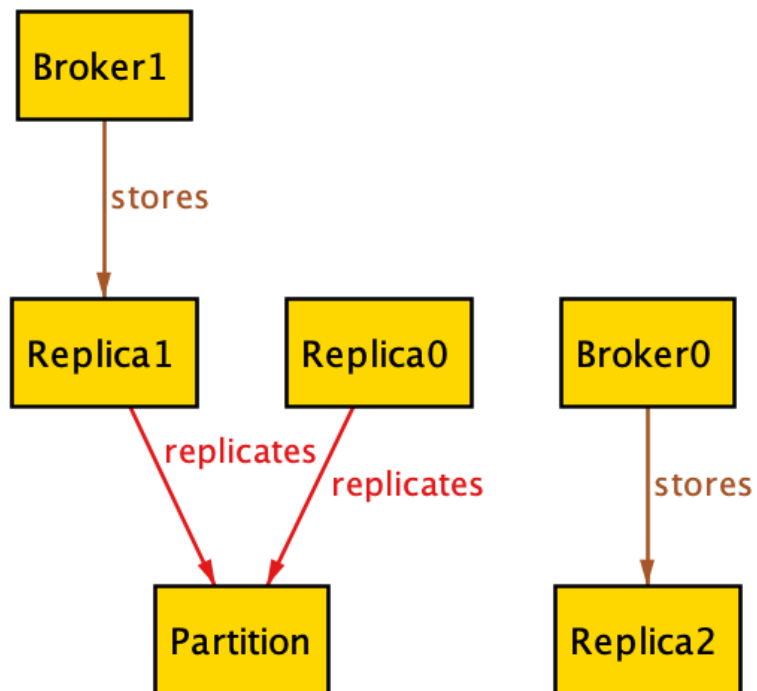 Broker1
stores
Replica1
Replica0
Broker0
replicates
replicates
stores
Partition
Replica2